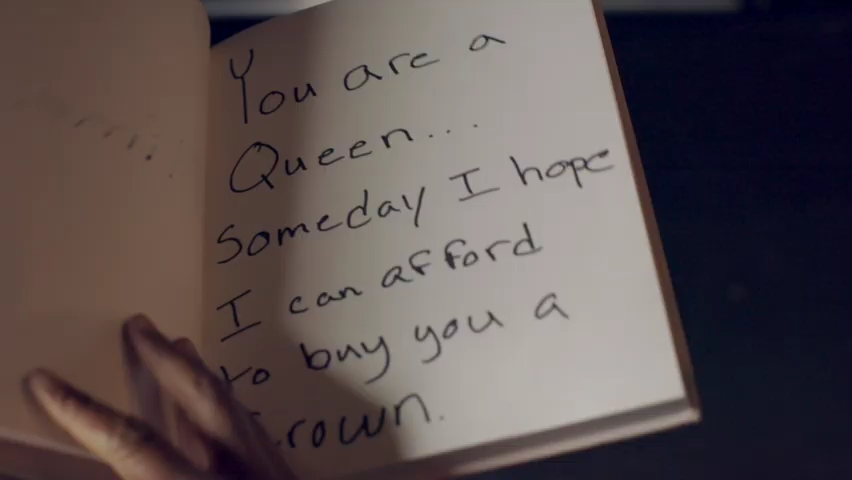 You are a
Queen...
Someday I hope
I can afford
to buy you a
Crown.